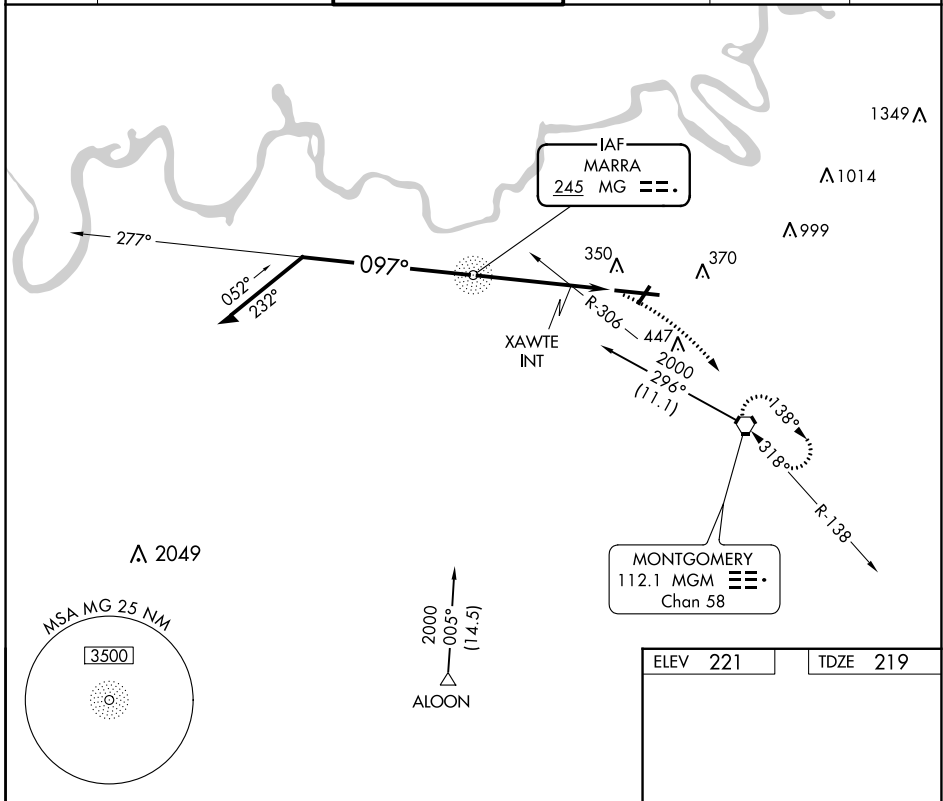 1349
IAF
MARRA
245 MG
1014
999
277°
097°
350
370
052°
232°
R-306
447
XAWTE
INT
2000
296°
(11.1)
138°
318°
R-138
2049
MONTGOMERY
112.1 MGM
Chan 58
MSA MG 25 NM
3500
2000
005°
(14.5)
ALOON
ELEV 221
TDZE 219